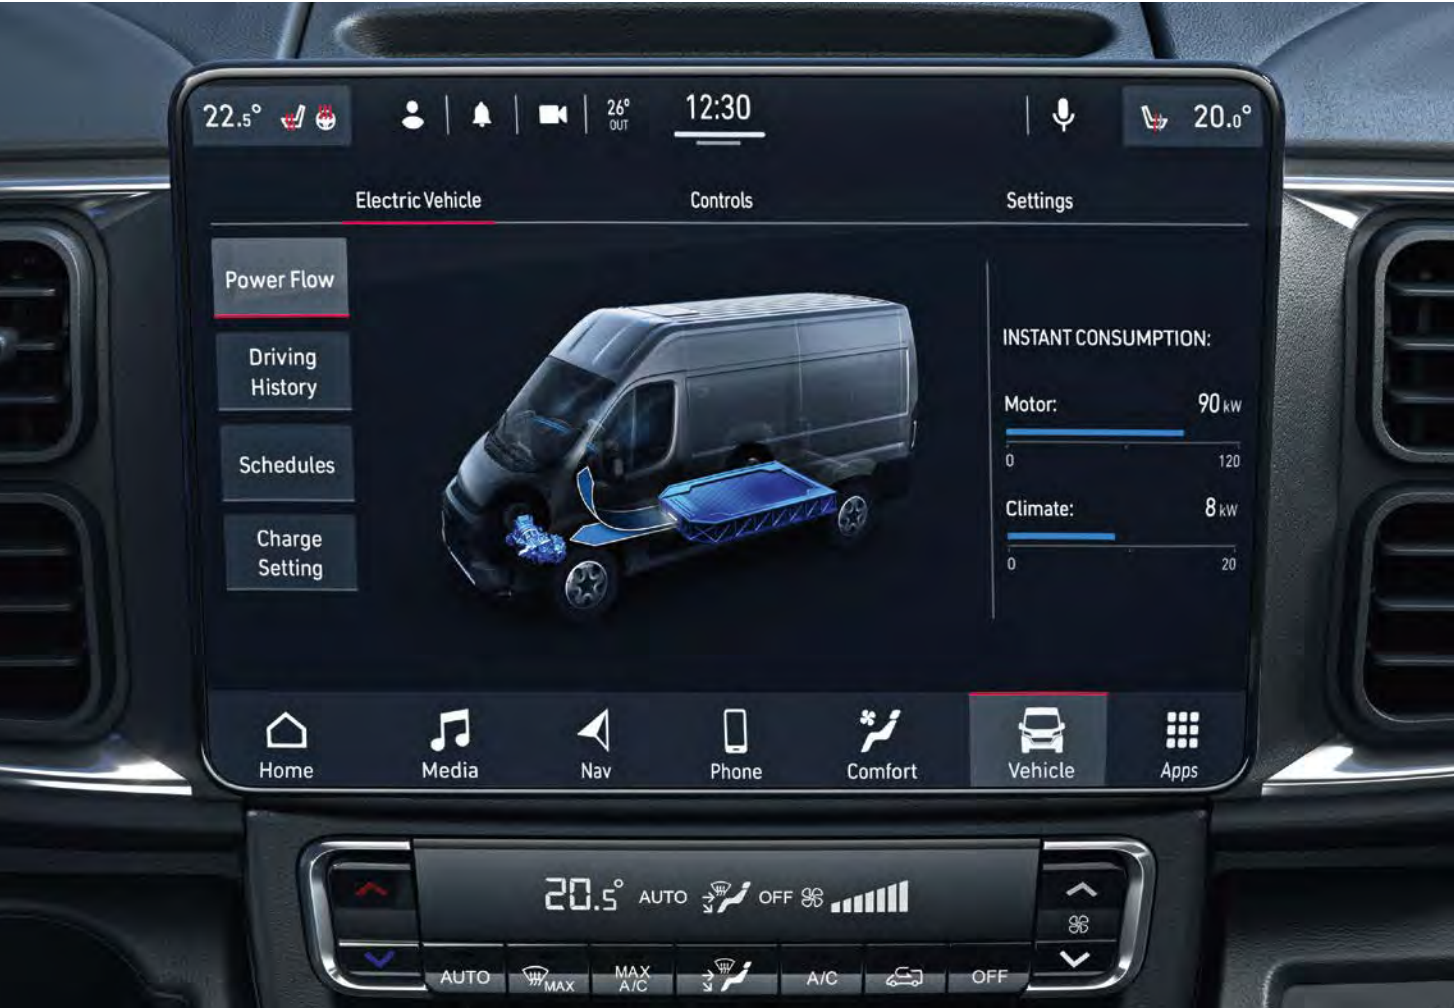 22.5°
26°
OUT
12:30
20.0°
Electric Vehicle
Controls
Settings
Power Flow
Driving
History
Schedules
Charge
Setting
INSTANT CONSUMPTION:
Motor: 90 kW
0 120
Climate: 8 kW
0 20
Home
Media
Nav
Phone
Comfort
Vehicle
Apps
20.5° AUTO OFF
AUTO
MAX
MAX
A/C
A/C
OFF